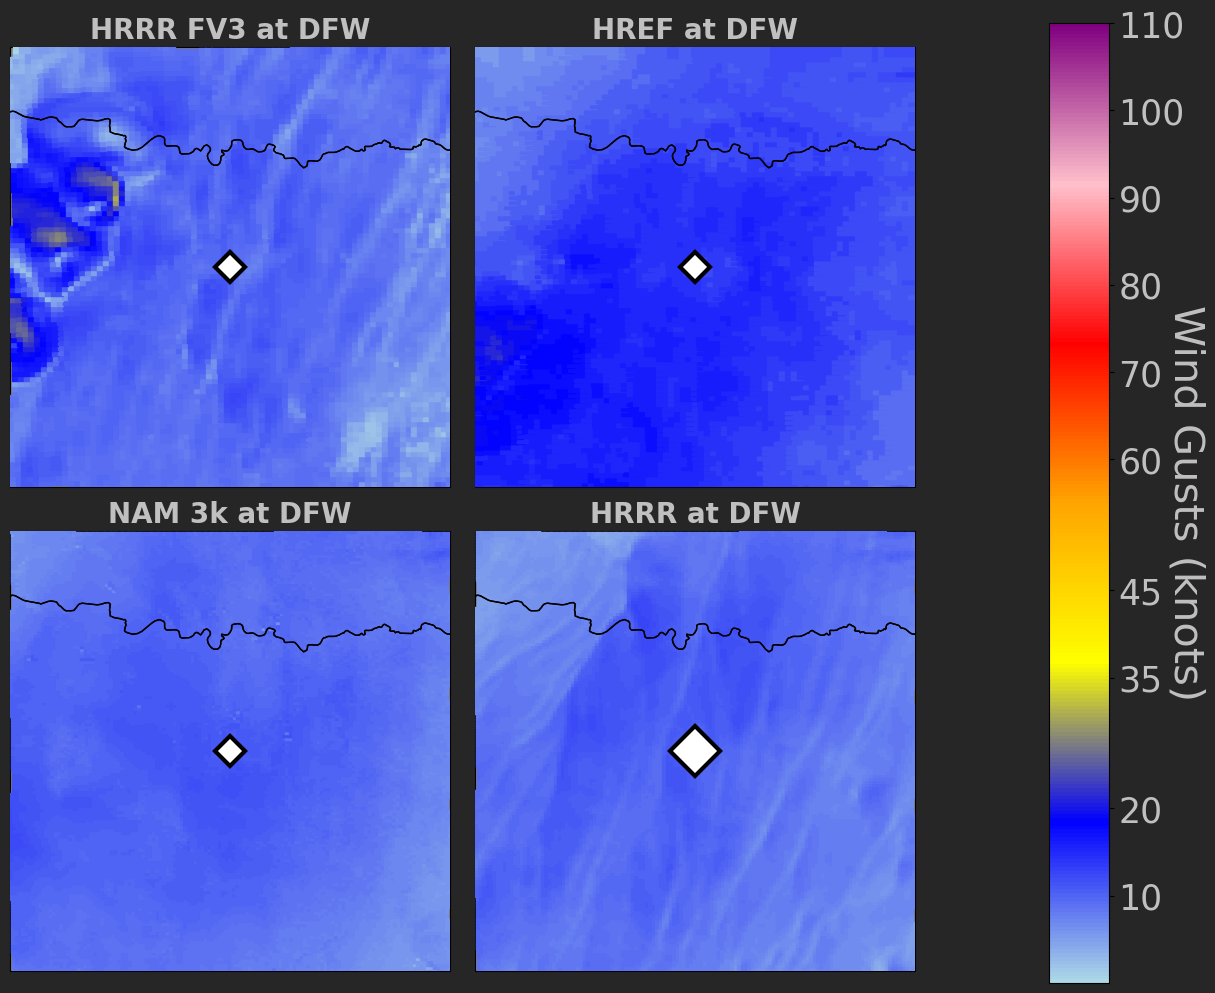 HRRR FV3 at DFW
HREF at DFW
NAM 3k at DFW
HRRR at DFW
110
100
90
80
70
60
45
35
20
10
Wind Gusts (knots)